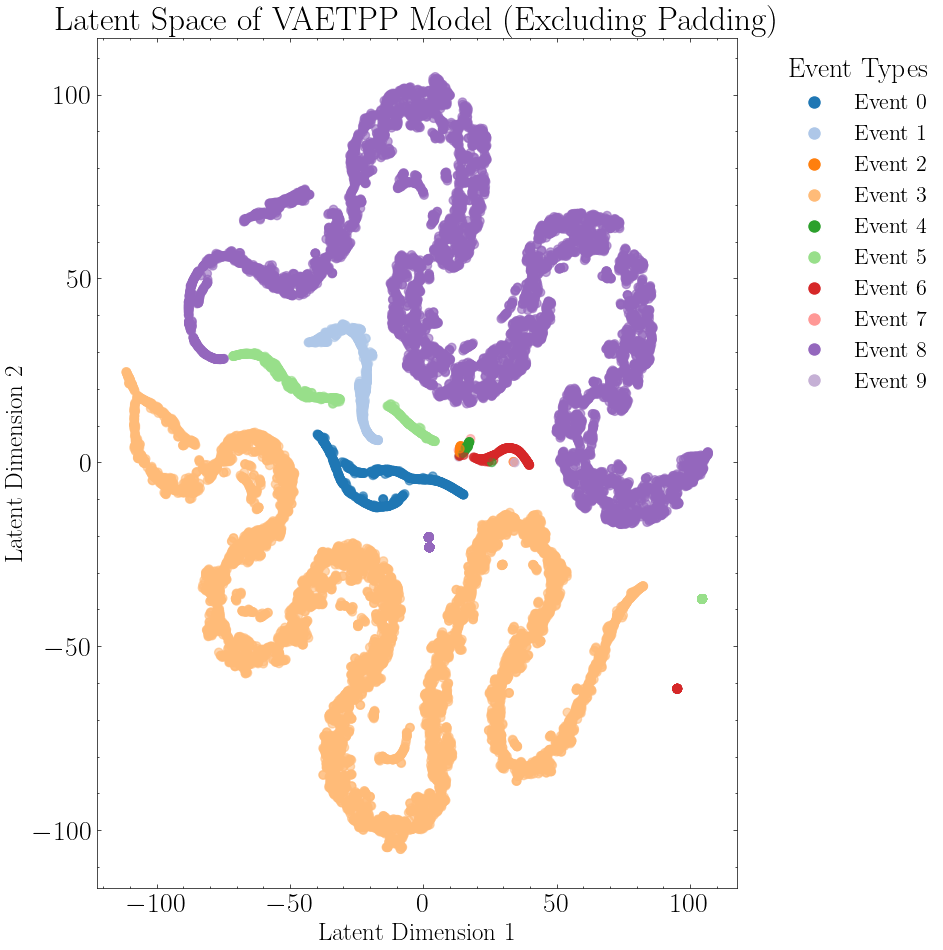 Latent Space of VAETPP Model (Excluding Padding)
Event Types
Event 0
Event 1
Event 2
Event 3
Event 4
Event 5
Event 6
Event 7
Event 8
Event 9
Latent Dimension 2
100
50
0
−50
−100
−100
−50
0
50
100
Latent Dimension 1